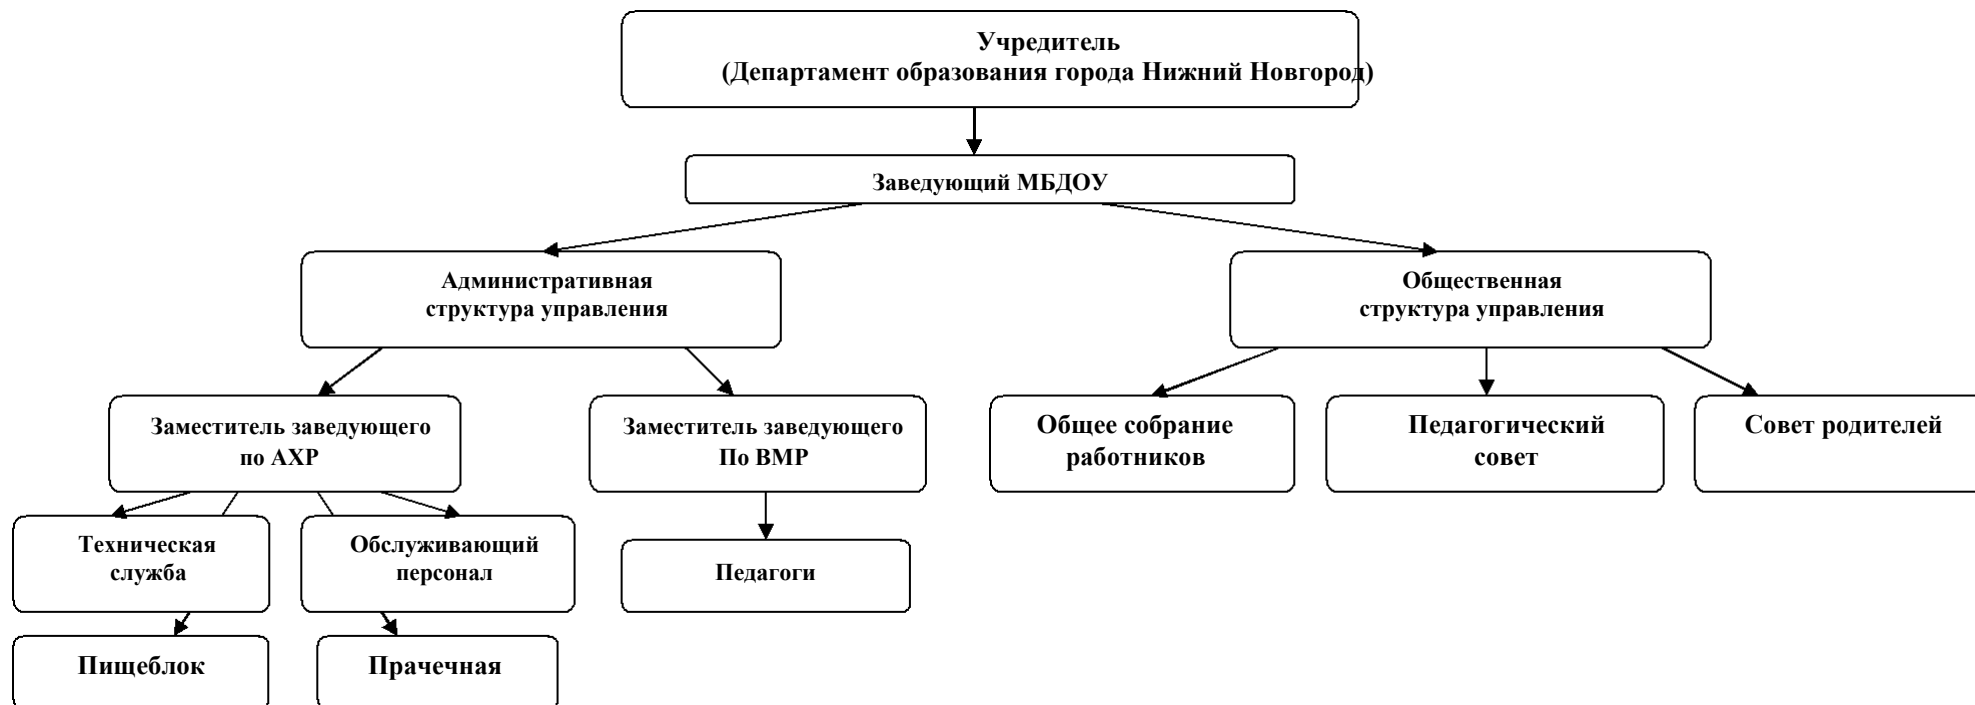 Учредитель
(Департамент образования города Нижний Новгород)
Заведующий МБДОУ
Административная
структура управления
Общественная
структура управления
Заместитель заведующего
по АХР
Заместитель заведующего
По ВМР
Общее собрание
работников
Педагогический
совет
Совет родителей
Техническая
служба
Обслуживающий
персонал
Педагоги
Пищеблок
Прачечная